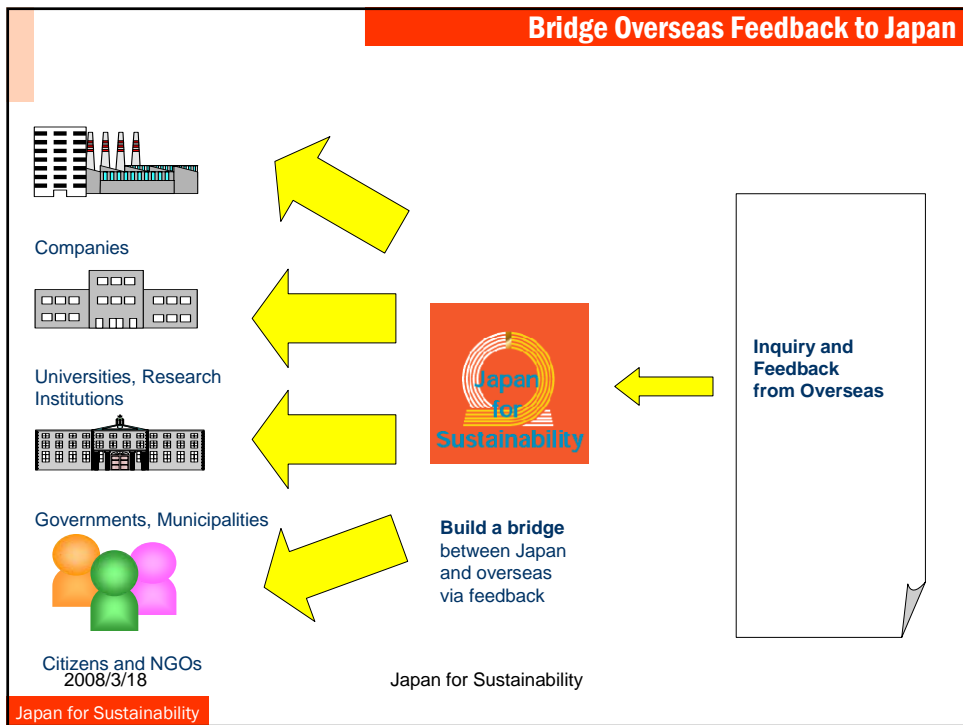 Bridge Overseas Feedback to Japan
Companies
Universities, Research
Institutions
Governments, Municipalities
Citizens and NGOs
Japan
for
Sustainability
Build a bridge
between Japan
and overseas
via feedback
Inquiry and
Feedback
from Overseas
2008/3/18
Japan for Sustainability
Japan for Sustainability